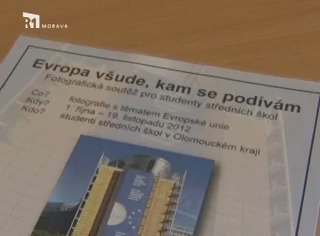 R1
MORAVA
Evropa všude, kam se podívám
Fotografická soutěž pro studenty středních škol
Co? fotografie s tématem Evropské unie
Kdy? 1. října – 19. listopadu 2012
Kdo? studenti středních škol v Olomouckém kraji